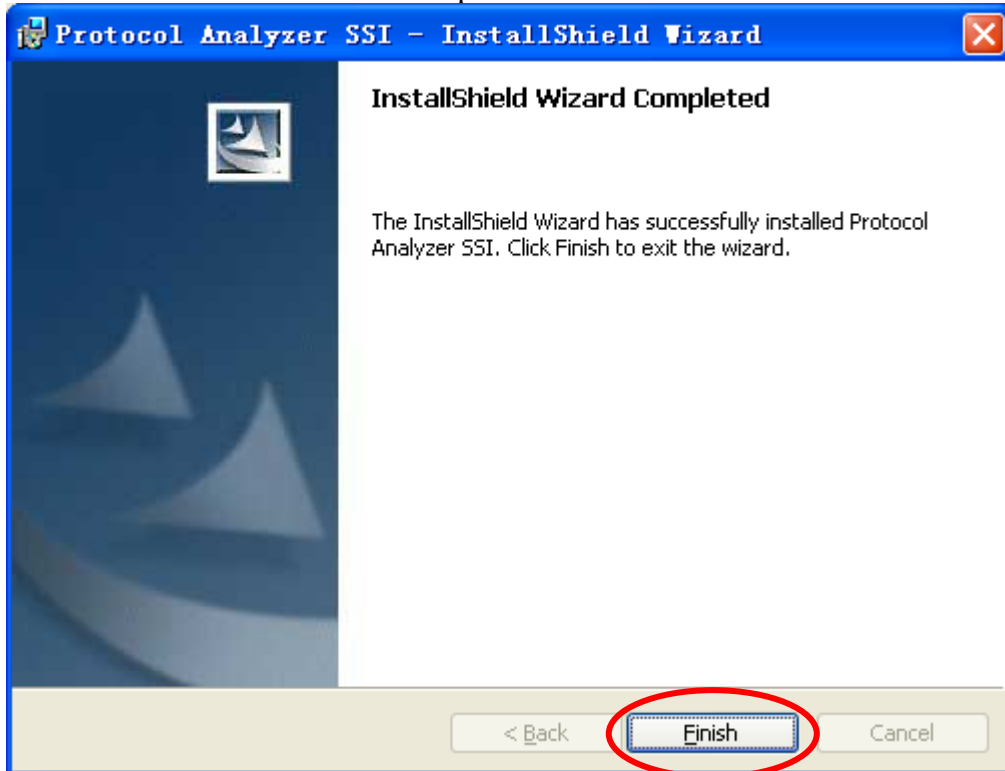 Protocol Analyzer SSI - InstallShield Wizard
InstallShield Wizard Completed
The InstallShield Wizard has successfully installed Protocol
Analyzer SSI. Click Finish to exit the wizard.
< Back Finish Cancel